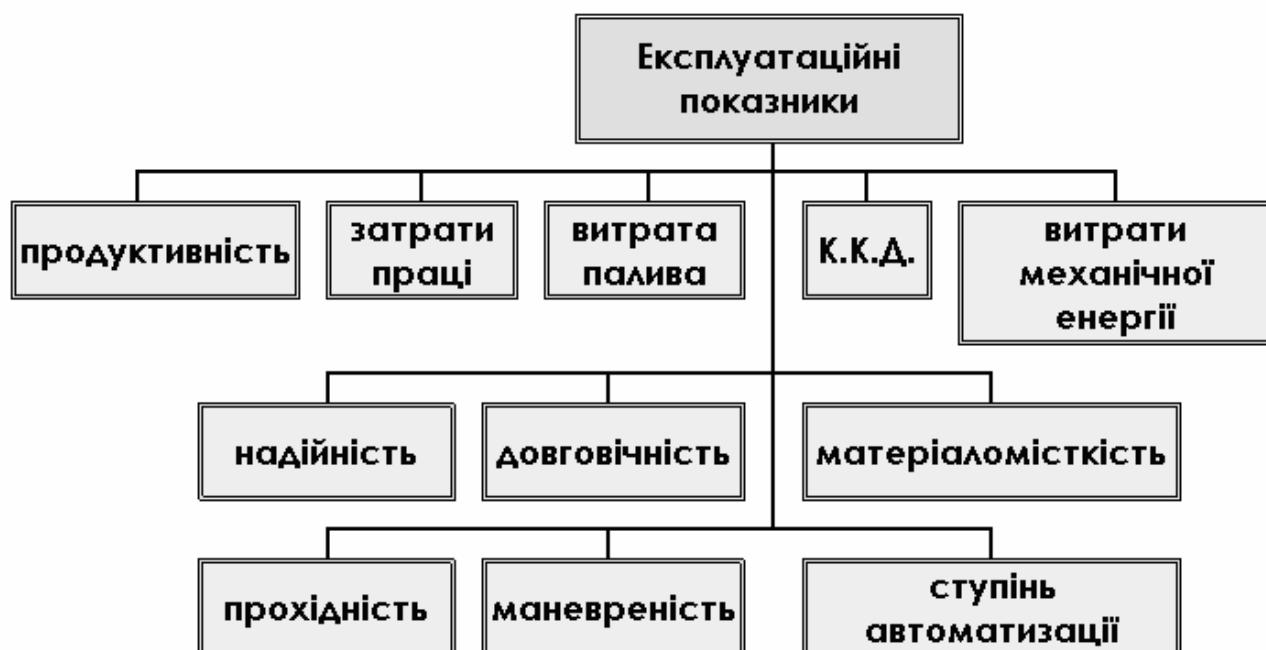 Експлуатаційні
показники
продуктивність
затрати
праці
витрата
палива
К.К.Д.
витрати
механічної
енергії
надійність
довговічність
матеріаломісткість
прохідність
маневреність
ступінь
автоматизації